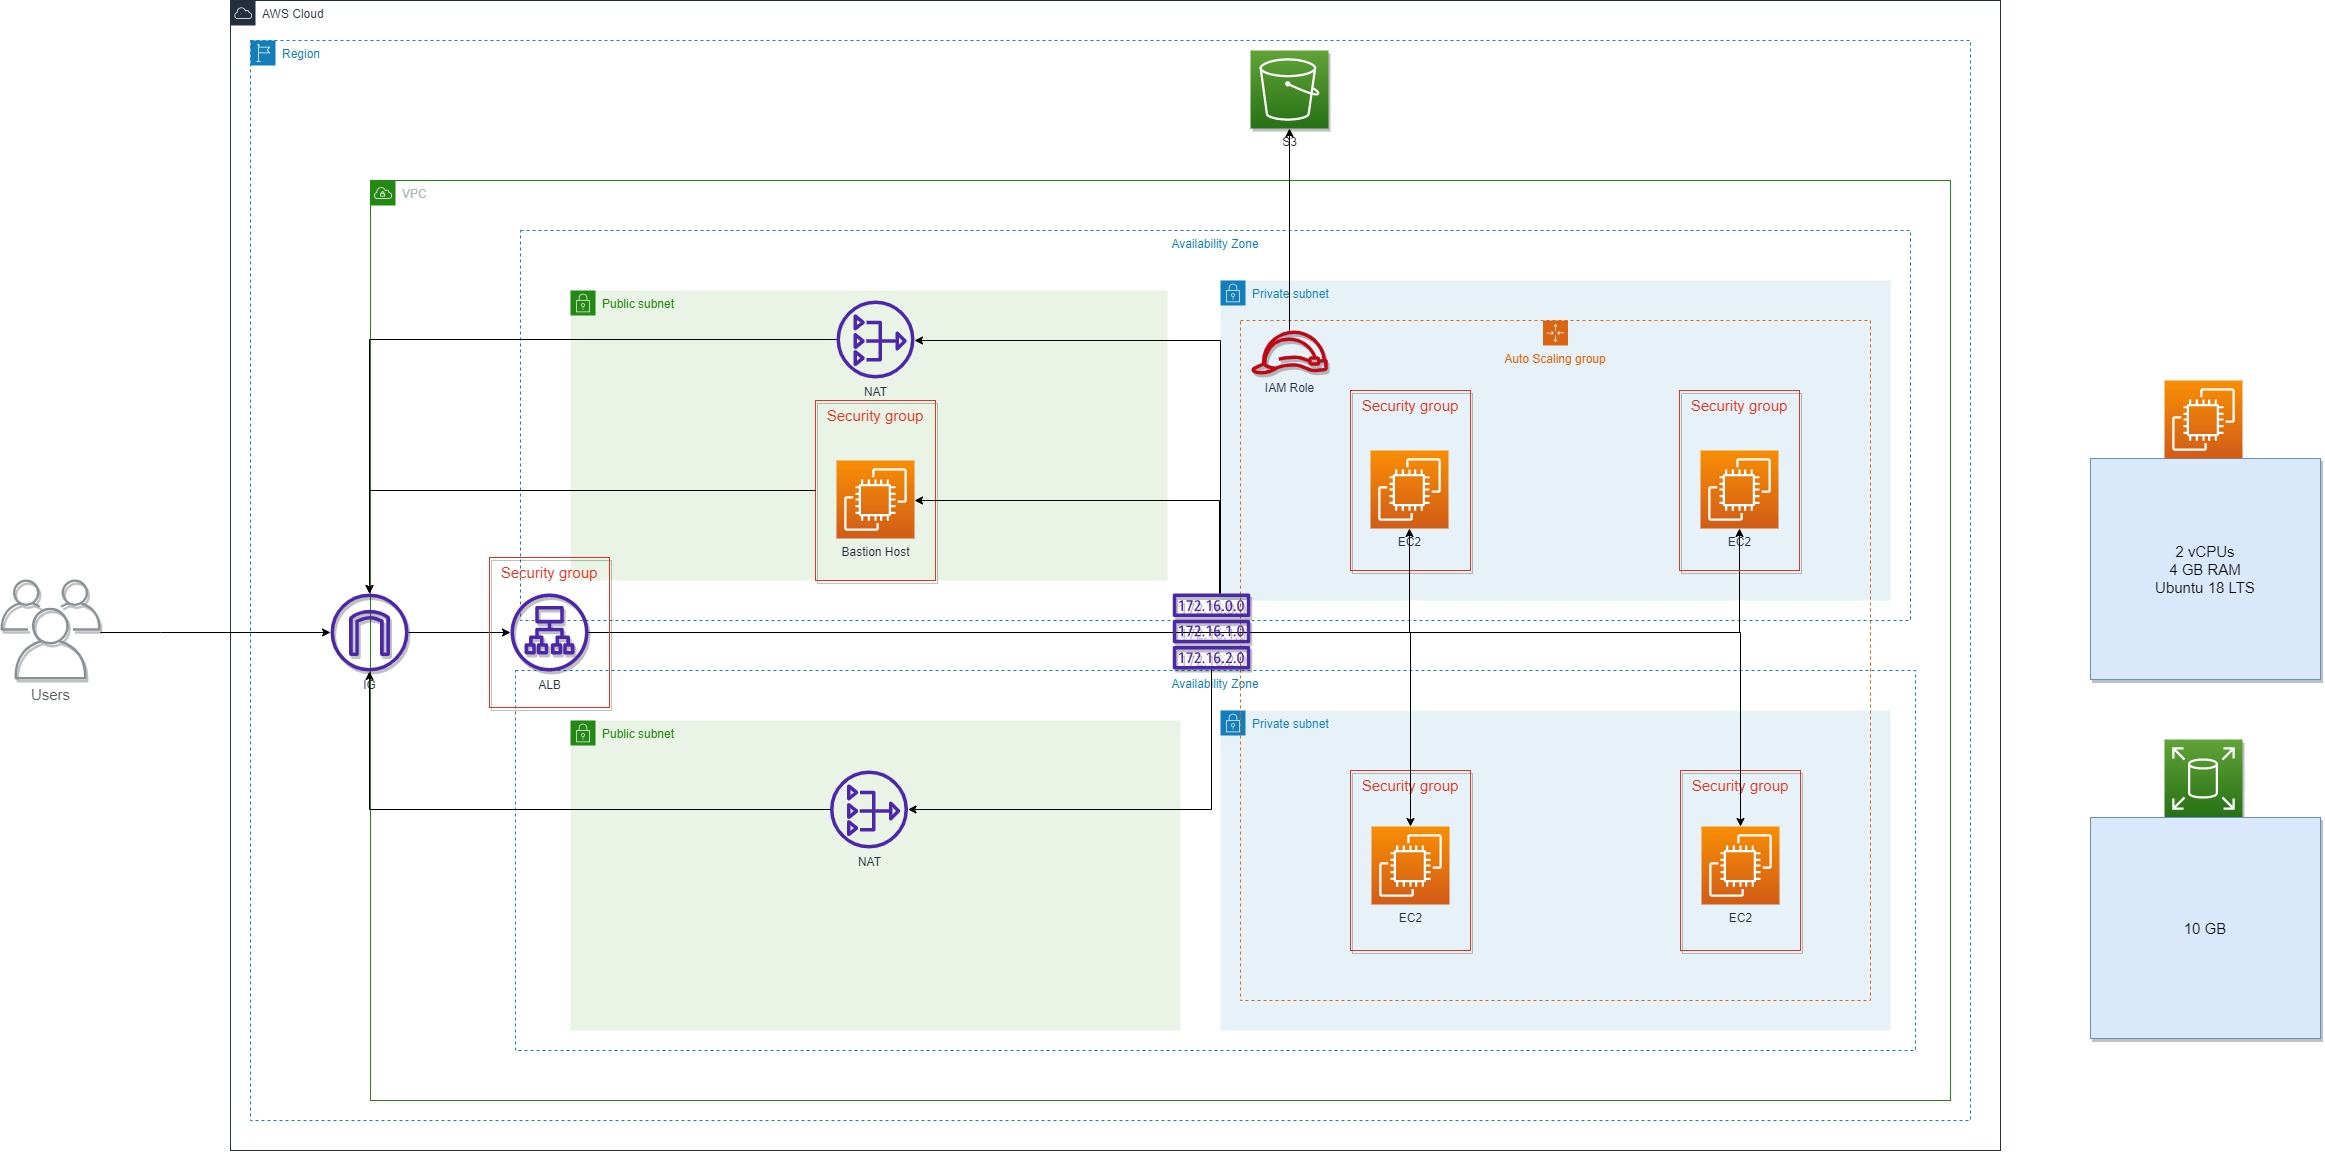 AWS Cloud
Region
S3
VPC
Availability Zone
Public subnet
Private subnet
NAT
Auto Scaling group
IAM Role
Security group
Security group
Security group
Bastion Host
EC2
EC2
2 vCPUs
4 GB RAM
Ubuntu 18 LTS
Security group
172.16.0.0
172.16.1.0
172.16.2.0
Users
IG
ALB
Availability Zone
Public subnet
Private subnet
Security group
Security group
NAT
EC2
EC2
10 GB